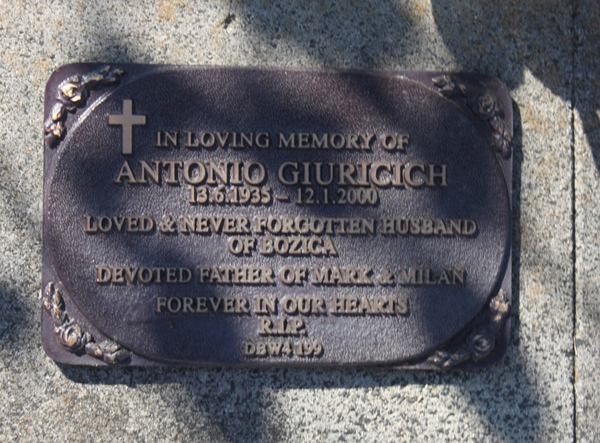 IN LOVING MEMORY OF
ANTONIO GIURICICH
13.6.1935 – 12.1.2000
LOVED & NEVER FORGOTTEN HUSBAND
OF BOZICA
DEVOTED FATHER OF MARK & MILAN
FOREVER IN OUR HEARTS
R.I.P.
DBW4 199